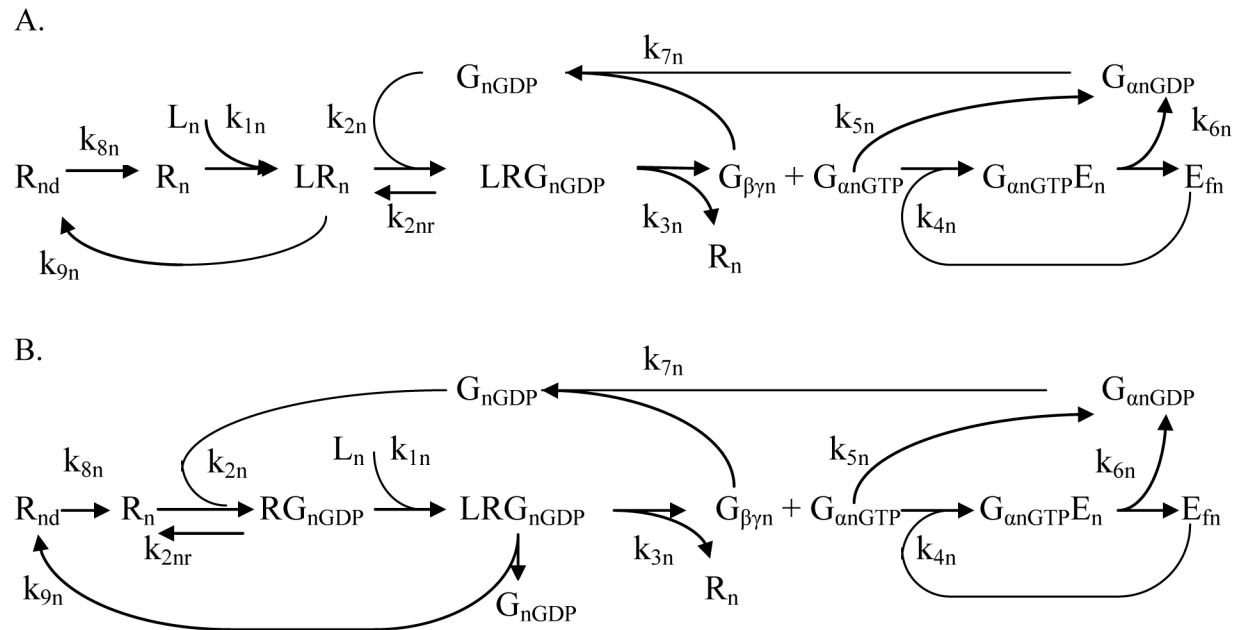 A.
k7n
GnGDP GαnGDP
Ln k1n k2n k5n k6n
k8n
Rnd Rn LRn LRGnGDP Gβγn + GαnGTP GαnGTPEn Efn
k2nr k3n k4n
k9n Rn
B.
k7n
GnGDP GαnGDP
k8n k2n Ln k1n k5n k6n
Rnd Rn RGnGDP LRGnGDP Gβγn + GαnGTP GαnGTPEn Efn
k2nr k3n k4n
k9n Rn
GnGDP